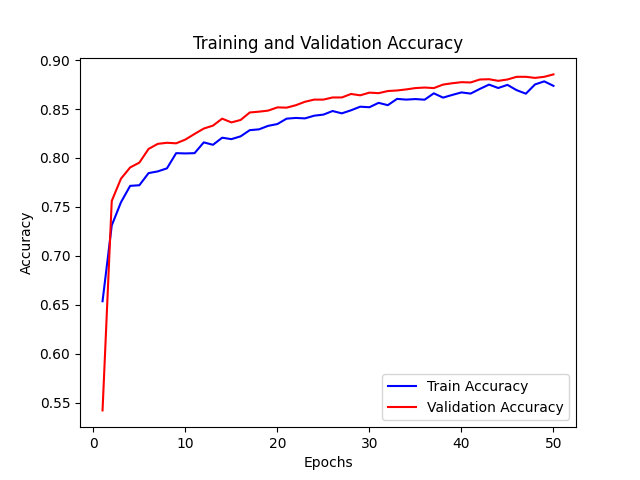 Training and Validation Accuracy
0.90
0.85
0.80
0.75
0.70
0.65
0.60
0.55
Accuracy
0
10
20
30
40
50
Epochs
Train Accuracy
Validation Accuracy